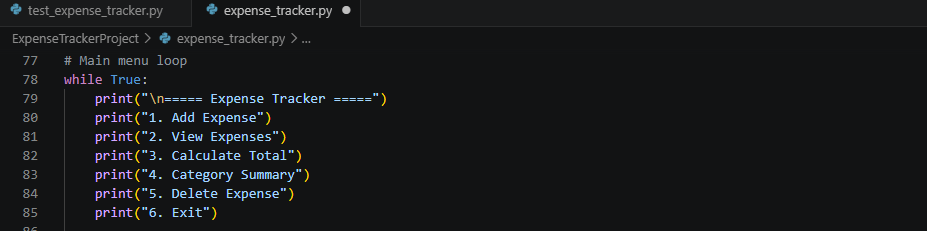 test_expense_tracker.py expense_tracker.py
ExpenseTrackerProject > expense_tracker.py > ...
77 # Main menu loop
78 while True:
79     print("\n===== Expense Tracker =====")
80     print("1. Add Expense")
81     print("2. View Expenses")
82     print("3. Calculate Total")
83     print("4. Category Summary")
84     print("5. Delete Expense")
85     print("6. Exit")